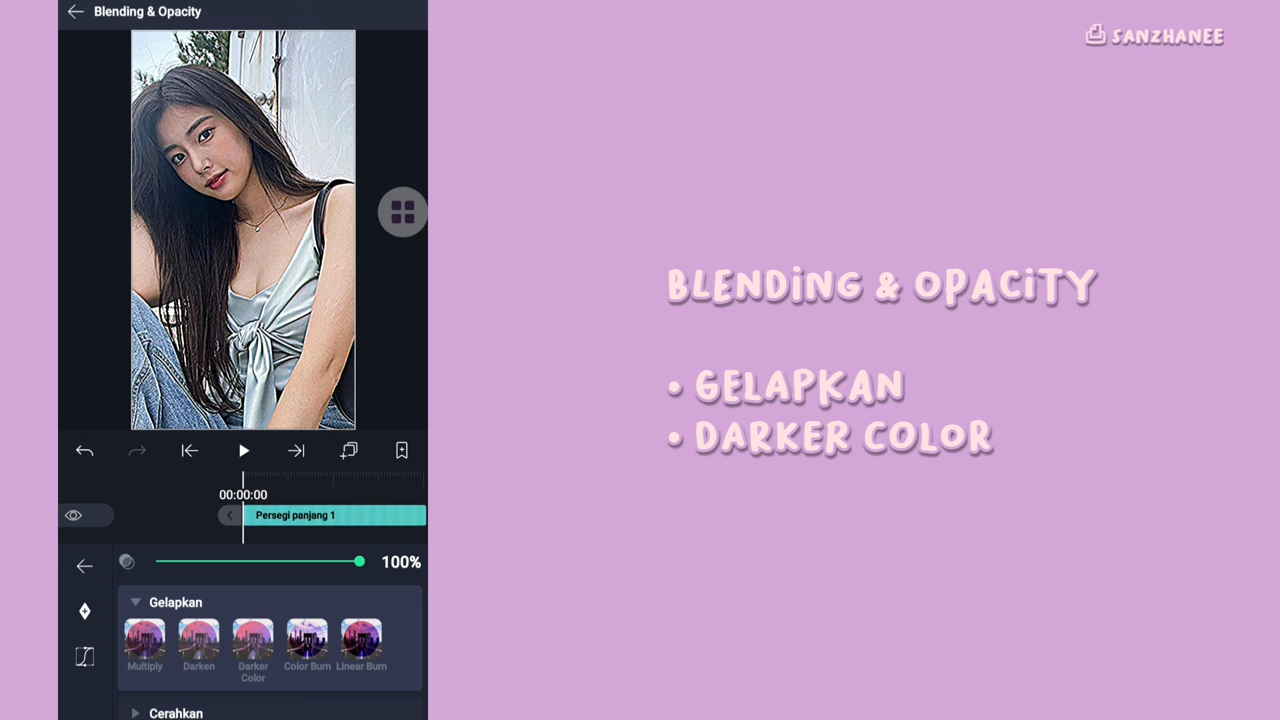 Blending & Opacity
SANZHANEE
BLENDING & OPACITY
• GELAPKAN
• DARKER COLOR
00:00:00
Persegi panjang 1
100%
Gelapkan
Multiply
Darken
Darker
Color
Color Burn
Linear Burn
Cerahkan